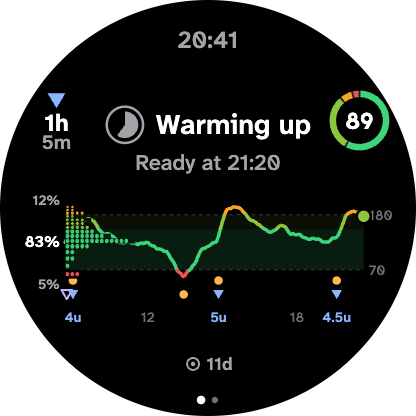 20:41
1h
5m
Warming up
89
Ready at 21:20
12%
180
83%
70
5%
4u 12 5u 18 4.5u
11d